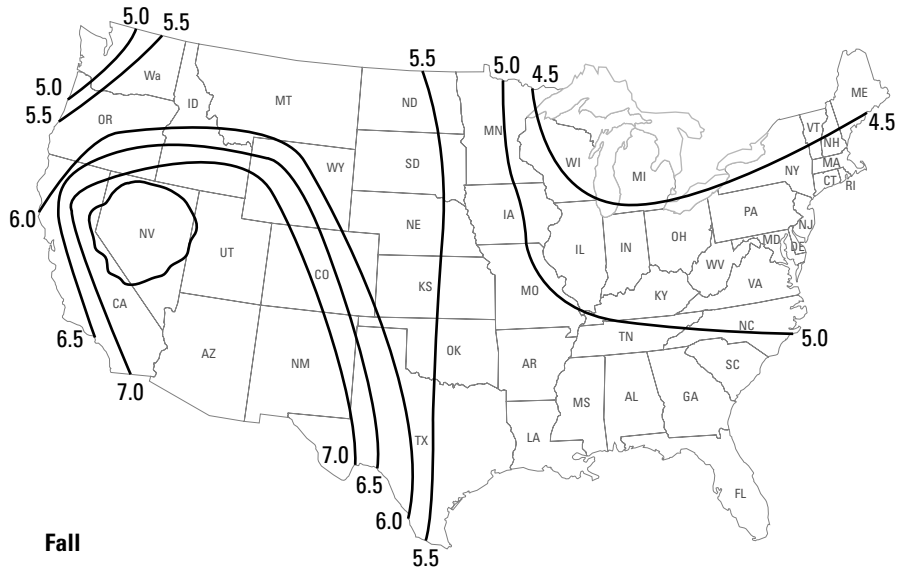 5.0 5.5
5.0
5.5
Wa
OR
ID
MT
ND
SD
WY
NE
5.5
5.0 4.5
MN
WI
MI
IA
IL
IN
OH
ME
4.5
VT
NH
MA
CT
RI
NY
PA
NJ
MD
DE
6.0
NV
UT
CO
KS
MO
WV
VA
KY
CA
6.5
7.0
AZ
NM
OK
AR
TN
NC
5.0
SC
MS
AL
GA
LA
TX
FL
7.0
6.5
6.0
5.5
Fall